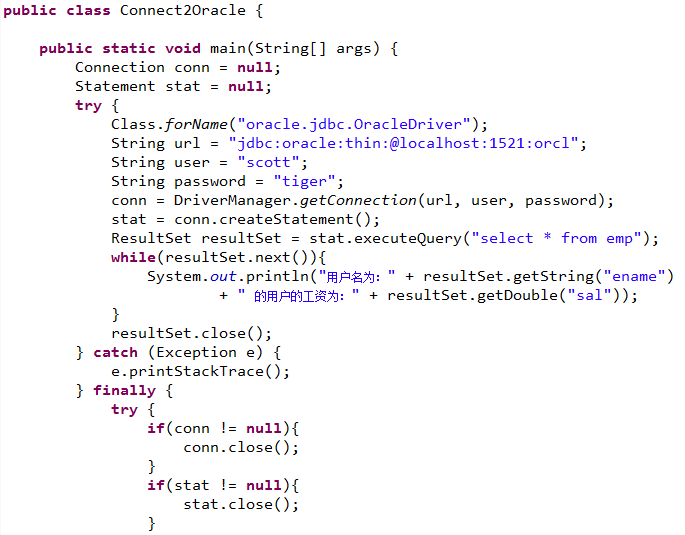 public class Connect2Oracle {
public static void main(String[] args) {
Connection conn = null;
Statement stat = null;
try {
Class.forName("oracle.jdbc.OracleDriver");
String url = "jdbc:oracle:thin:@localhost:1521:orcl";
String user = "scott";
String password = "tiger";
conn = DriverManager.getConnection(url, user, password);
stat = conn.createStatement();
ResultSet resultSet = stat.executeQuery("select * from emp");
while(resultSet.next()){
System.out.println("用户名为：" + resultSet.getString("ename")
+ " 的用户的工资为：" + resultSet.getDouble("sal"));
}
resultSet.close();
} catch (Exception e) {
e.printStackTrace();
} finally {
try {
if(conn != null){
conn.close();
}
if(stat != null){
stat.close();
}